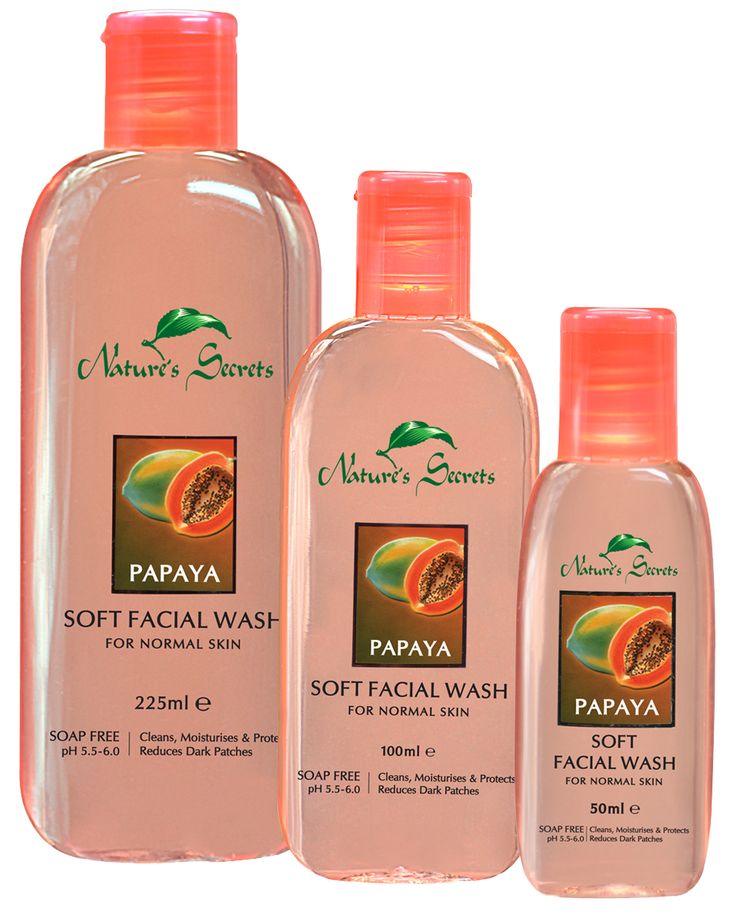 Nature's Secrets
PAPAYA
SOFT FACIAL WASH
FOR NORMAL SKIN
225ml e
SOAP FREE
pH 5.5-6.0
Cleans, Moisturises & Prote
Reduces Dark Patches
Nature's Secrets
PAPAYA
SOFT FACIAL WASH
FOR NORMAL SKIN
100ml e
SOAP FREE
pH 5.5-6.0
Cleans, Moisturises & Protects
Reduces Dark Patches
Nature's Secrets
PAPAYA
SOFT
FACIAL WASH
FOR NORMAL SKIN
50ml e
SOAP FREE
pH 5.5-6.0
Cleans, Moisturises & Protects
Reduces Dark Patches